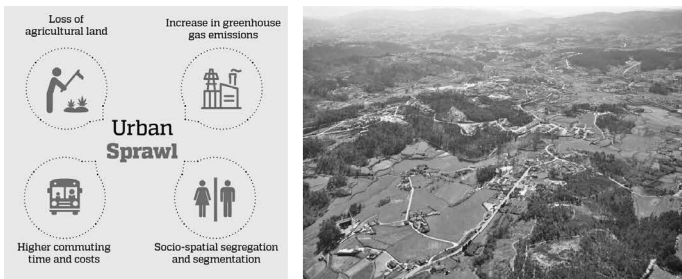 Loss of
agricultural land
Increase in greenhouse
gas emissions
Urban
Sprawl
Higher commuting
time and costs
Socio-spatial segregation
and segmentation